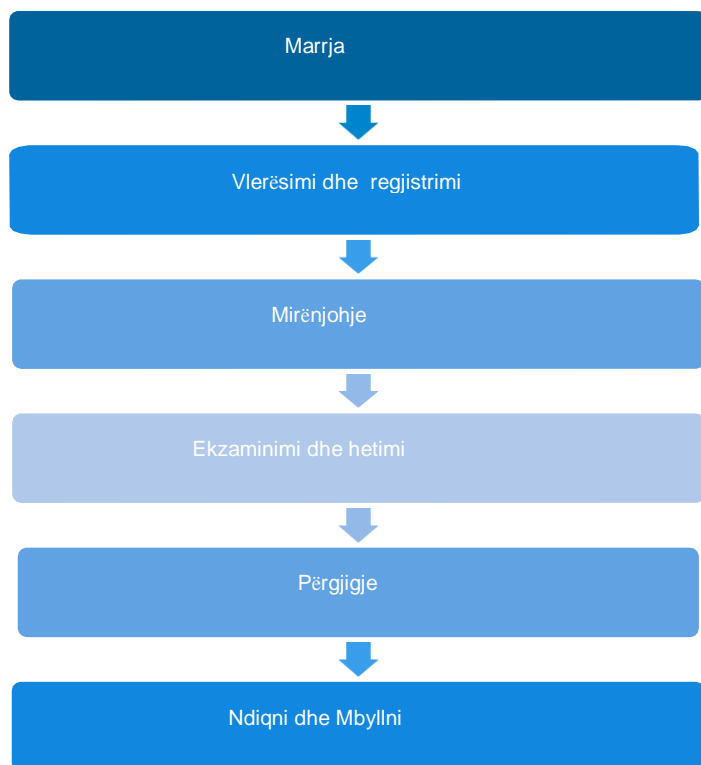 Marrja
Vlerësimi dhe regjistrimi
Mirënjohje
Ekzaminimi dhe hetimi
Përgjigje
Ndiqni dhe Mbyllni